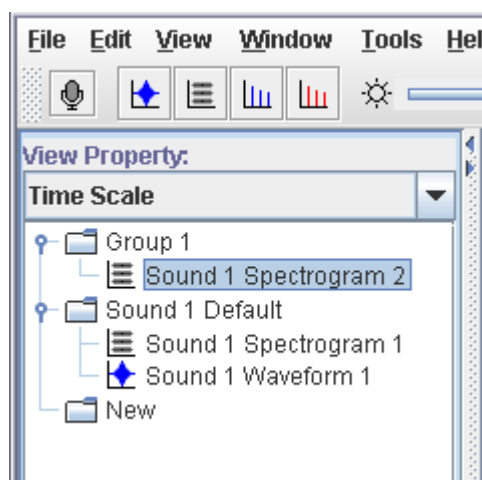 File Edit View Window Tools Hel
View Property:
Time Scale
Group 1
Sound 1 Spectrogram 2
Sound 1 Default
Sound 1 Spectrogram 1
Sound 1 Waveform 1
New